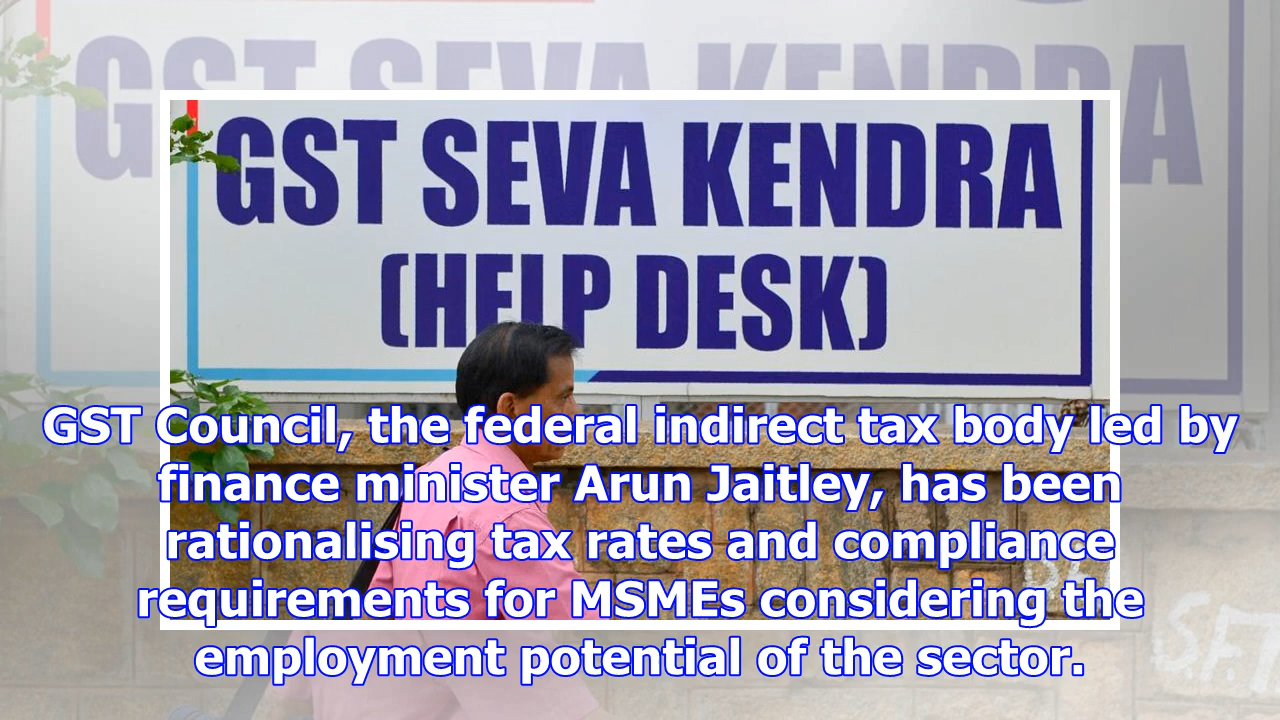 GST SEVA KENDRA
(HELP DESK)
GST Council, the federal indirect tax body led by
finance minister Arun Jaitley, has been
rationalising tax rates and compliance
requirements for MSMEs considering the
employment potential of the sector.